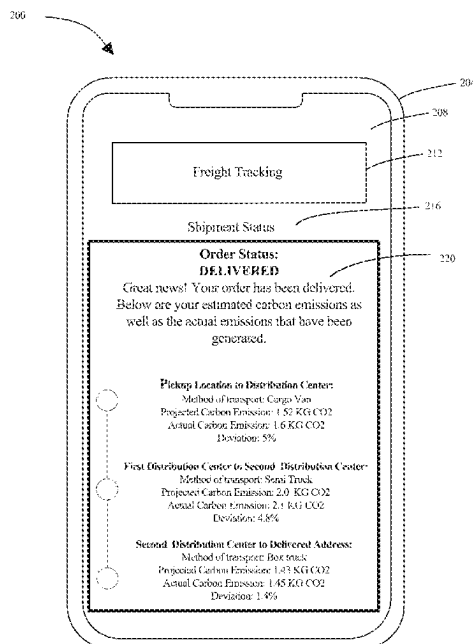 200
204
208
212
Freight Tracking
216
Shipment Status
Order Status:
DELIVERED
220
Great news! Your order has been delivered.
Below are your estimated carbon emissions as
well as the actual emissions that have been
generated.
Pickup Location to Distribution Center:
Method of transport: Cargo Van
Projected Carbon Emission: 1.52 KG CO2
Actual Carbon Emission: 1.6 KG CO2
Deviation: 5%
First Distribution Center to Second Distribution Center:
Method of transport: Semi Truck
Projected Carbon Emission: 2.0 KG CO2
Actual Carbon Emission: 2.1 KG CO2
Deviation: 4.8%
Second Distribution Center to Delivered Address:
Method of transport: Box truck
Projected Carbon Emission: 1.43 KG CO2
Actual Carbon Emission: 1.45 KG CO2
Deviation: 1.4%